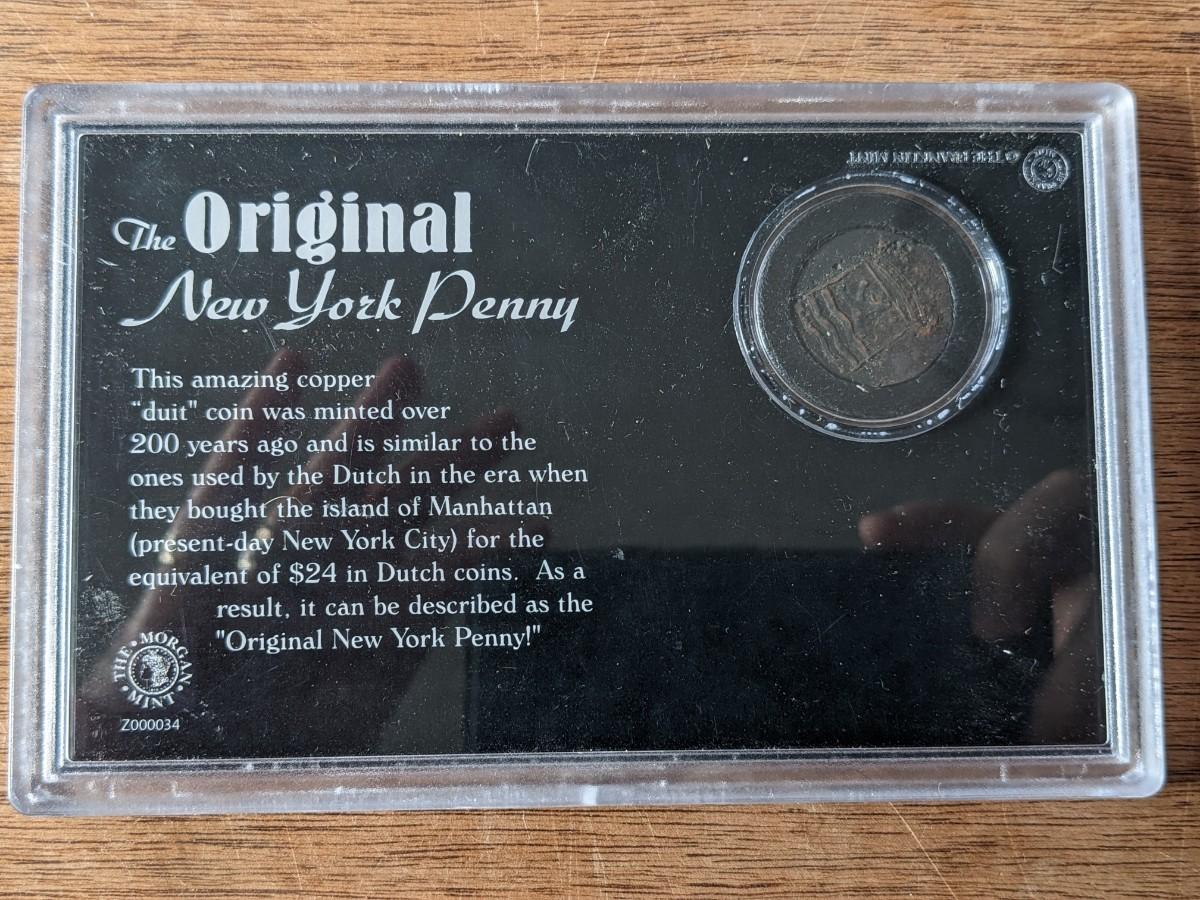 The Original
New York Penny
This amazing copper
“duit" coin was minted over
200 years ago and is similar to the
ones used by the Dutch in the era when
they bought the island of Manhattan
(present-day New York City) for the
equivalent of $24 in Dutch coins. As a
result, it can be described as the
"Original New York Penny!"
THE MORGAN MINT
Z000034
© THE FRANKLIN MINT